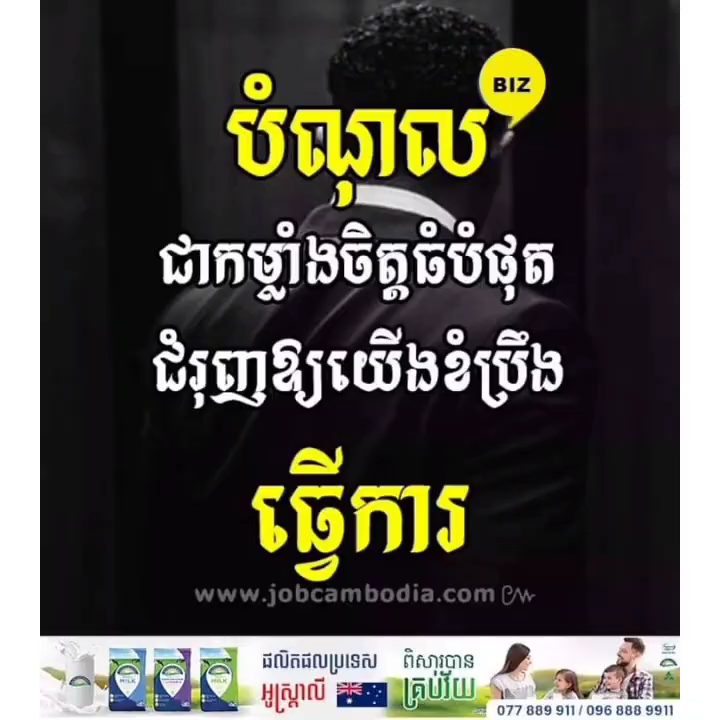 BIZ
បំណុល
ជាកម្លាំងចិត្តធំបំផុត
ជំរុញឱ្យយើងខំប្រឹង
ធ្វើការ
www.jobcambodia.com
ផលិតផលប្រទេស
អូស្ត្រាលី
ពិសារបាន
គ្រប់វ័យ
MILK
077 889 911 / 096 888 9911